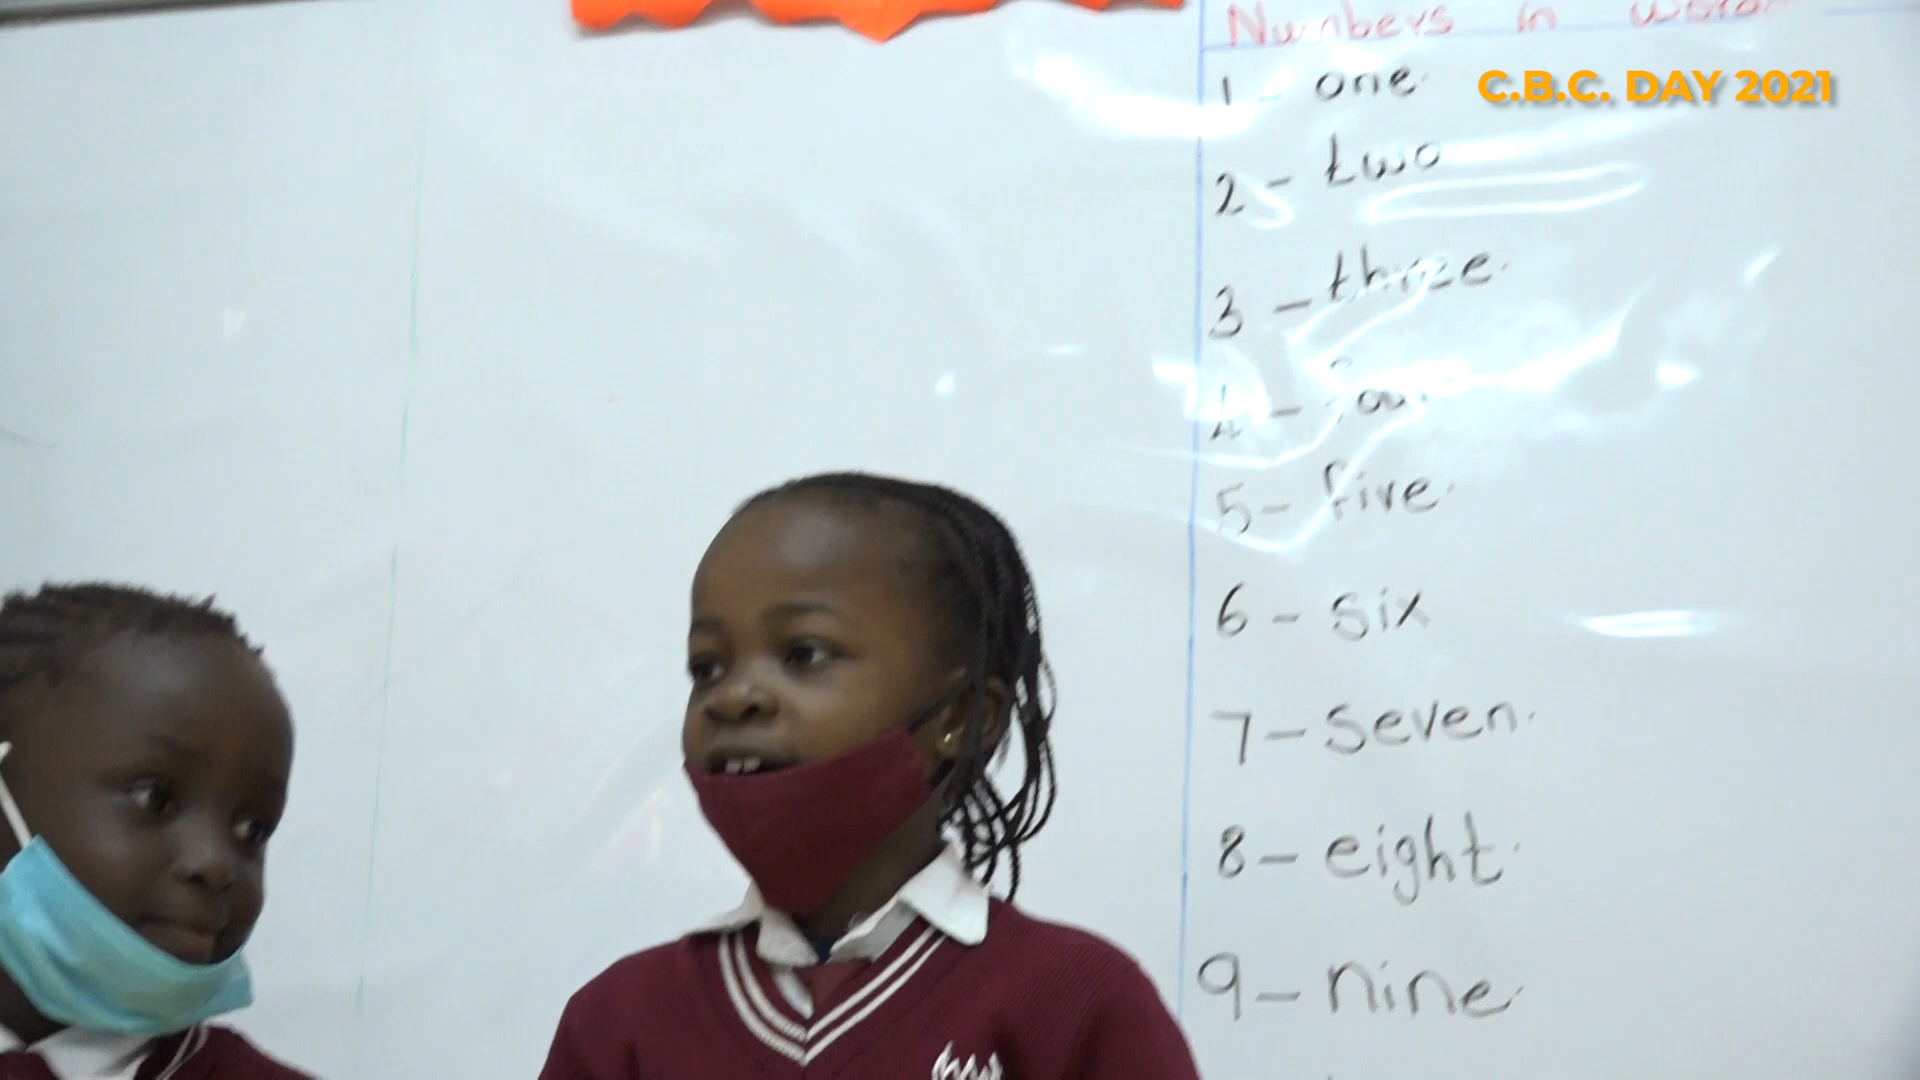 Numbers in
1 - one.
C.B.C. DAY 2021
2 - two
3 - three.
4 -
5 - five.
6 - six
7 - seven.
8 - eight.
9 - nine.